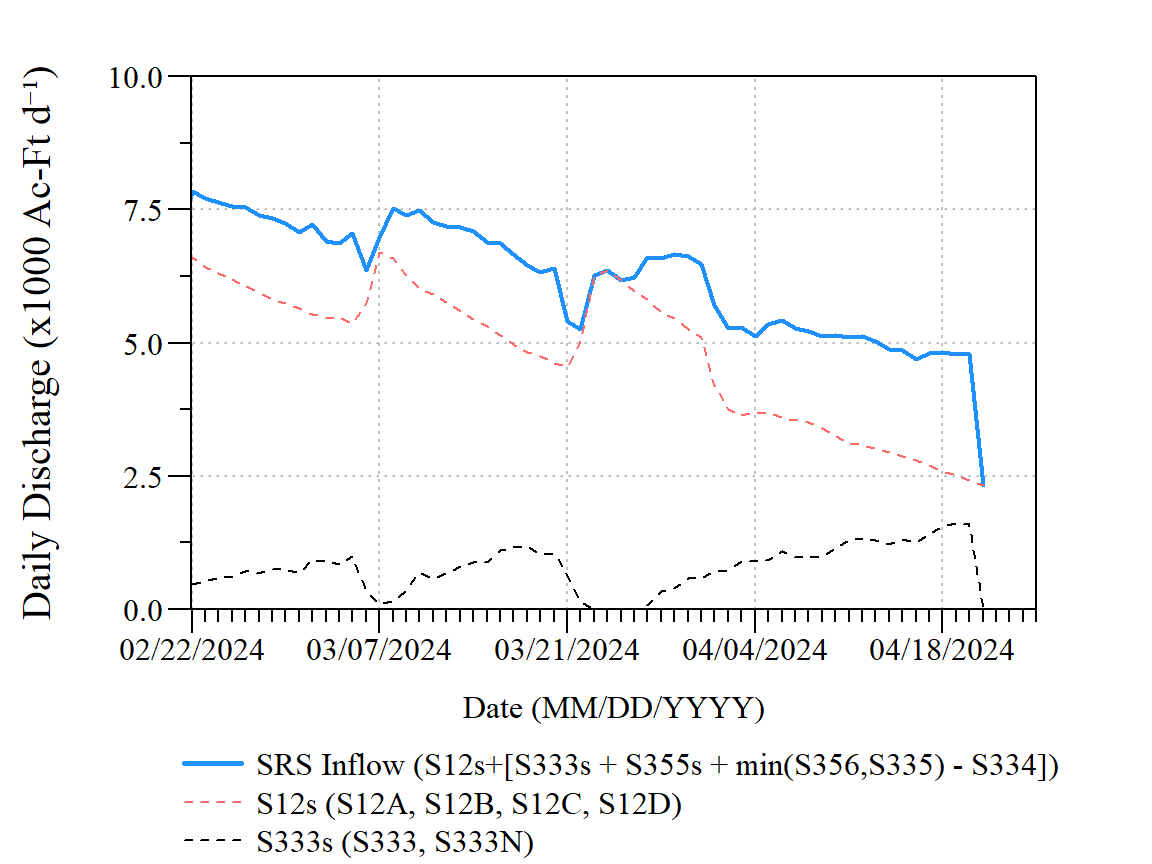 Daily Discharge (x1000 Ac-Ft d⁻¹)
10.0
7.5
5.0
2.5
0.0
02/22/2024 03/07/2024 03/21/2024 04/04/2024 04/18/2024
Date (MM/DD/YYYY)
SRS Inflow (S12s+[S333s + S355s + min(S356,S335) - S334])
S12s (S12A, S12B, S12C, S12D)
S333s (S333, S333N)